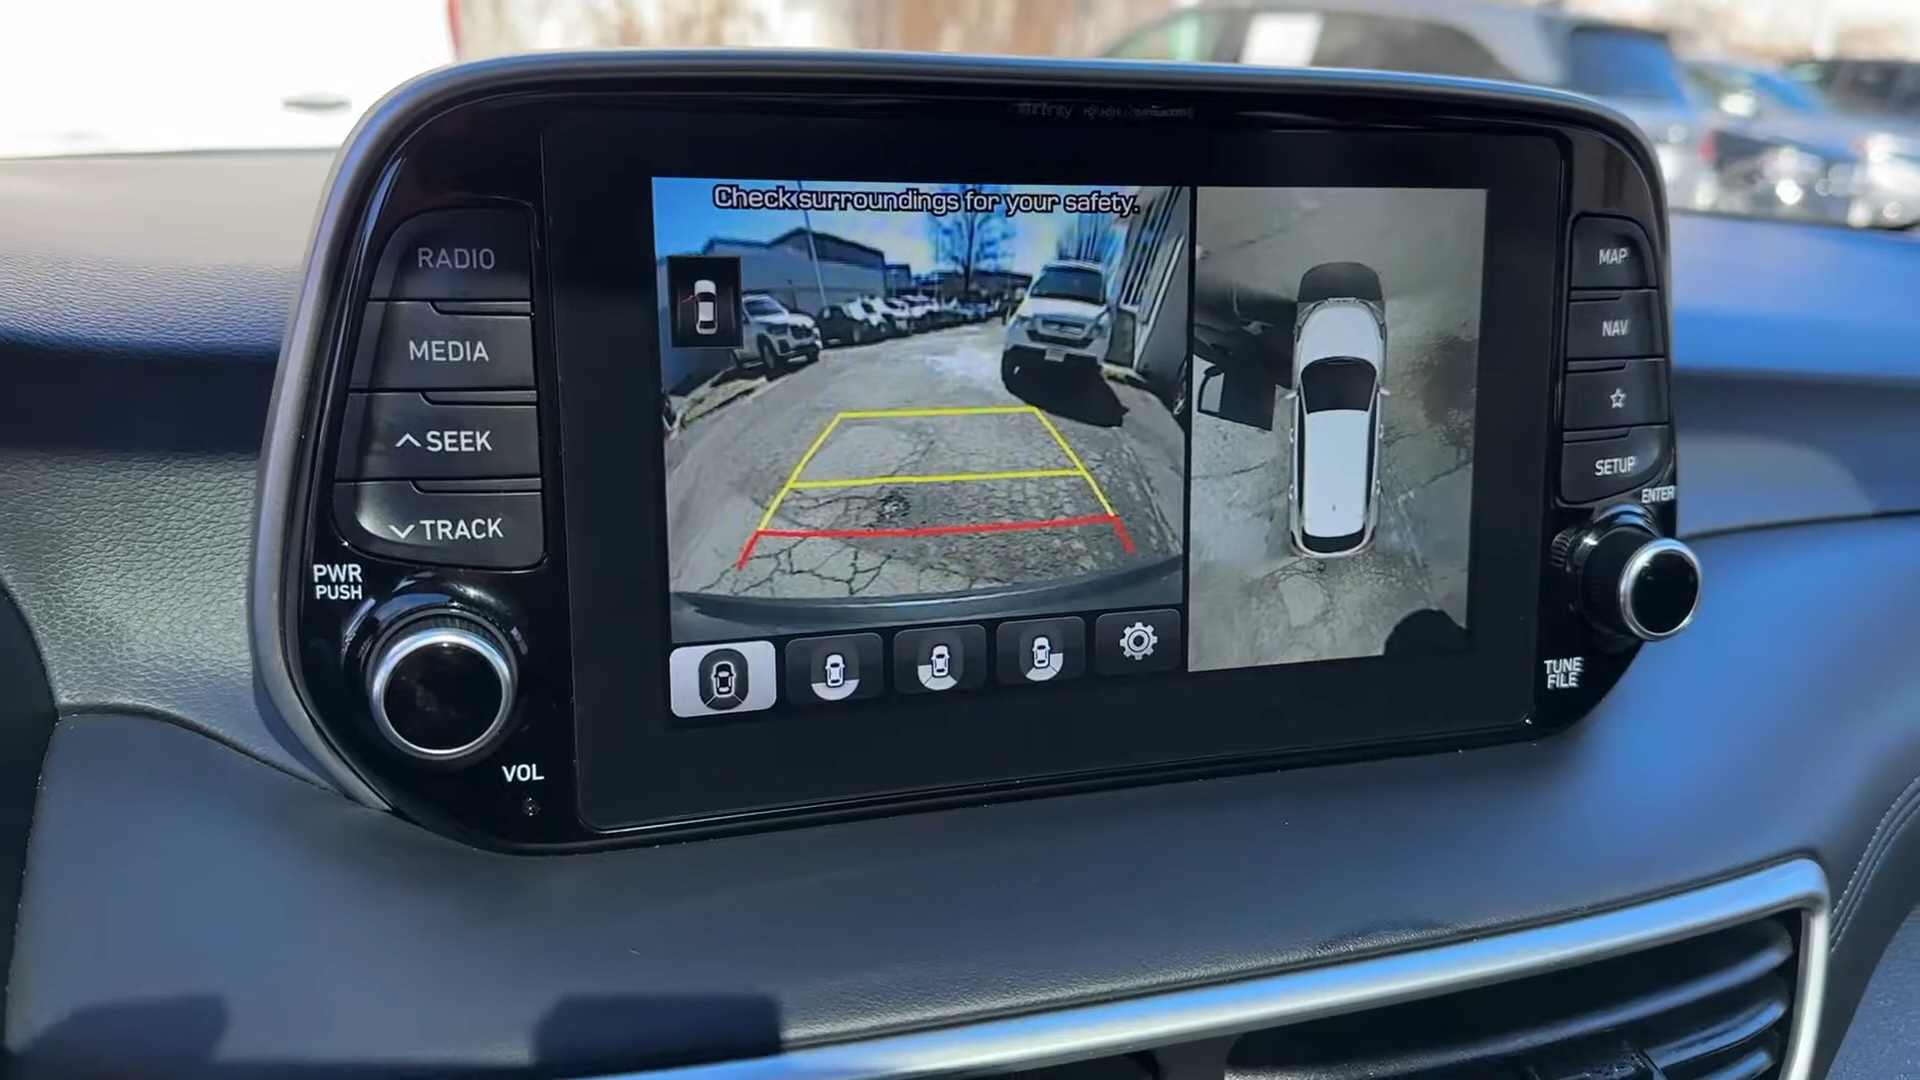 Check surroundings for your safety.
RADIO
MEDIA
SEEK
TRACK
PWR
PUSH
VOL
MAP
NAV
SETUP
ENTER
TUNE
FILE